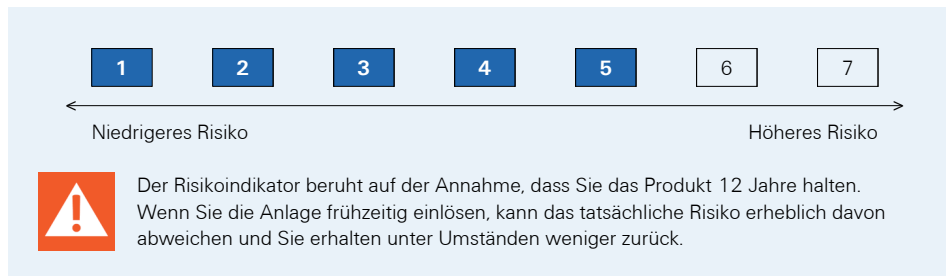 1 2 3 4 5 6 7
Niedrigeres Risiko Höheres Risiko
Der Risikoindikator beruht auf der Annahme, dass Sie das Produkt 12 Jahre halten.
Wenn Sie die Anlage frühzeitig einlösen, kann das tatsächliche Risiko erheblich davon
abweichen und Sie erhalten unter Umständen weniger zurück.